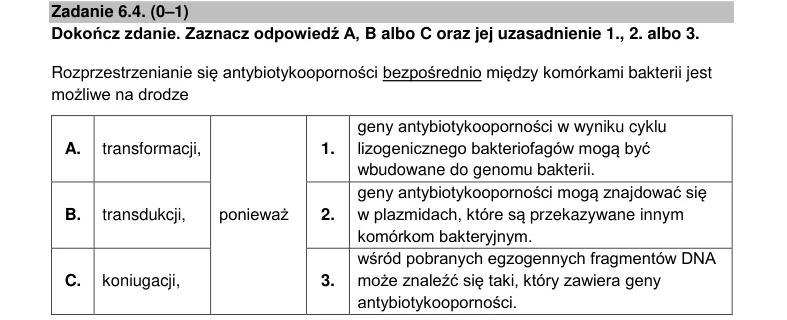 Zadanie 6.4. (0–1)
Dokończ zdanie. Zaznacz odpowiedź A, B albo C oraz jej uzasadnienie 1., 2. albo 3.
Rozprzestrzenianie się antybiotykooporności bezpośrednio między komórkami bakterii jest
możliwe na drodze
A. transformacji,
B. transdukcji,
C. koniugacji,
ponieważ
1. geny antybiotykooporności w wyniku cyklu
lizogenicznego bakteriofagów mogą być
wbudowane do genomu bakterii.
2. geny antybiotykooporności mogą znajdować się
w plazmidach, które są przekazywane innym
komórkom bakteryjnym.
3. wśród pobranych egzogennych fragmentów DNA
może znaleźć się taki, który zawiera geny
antybiotykooporności.